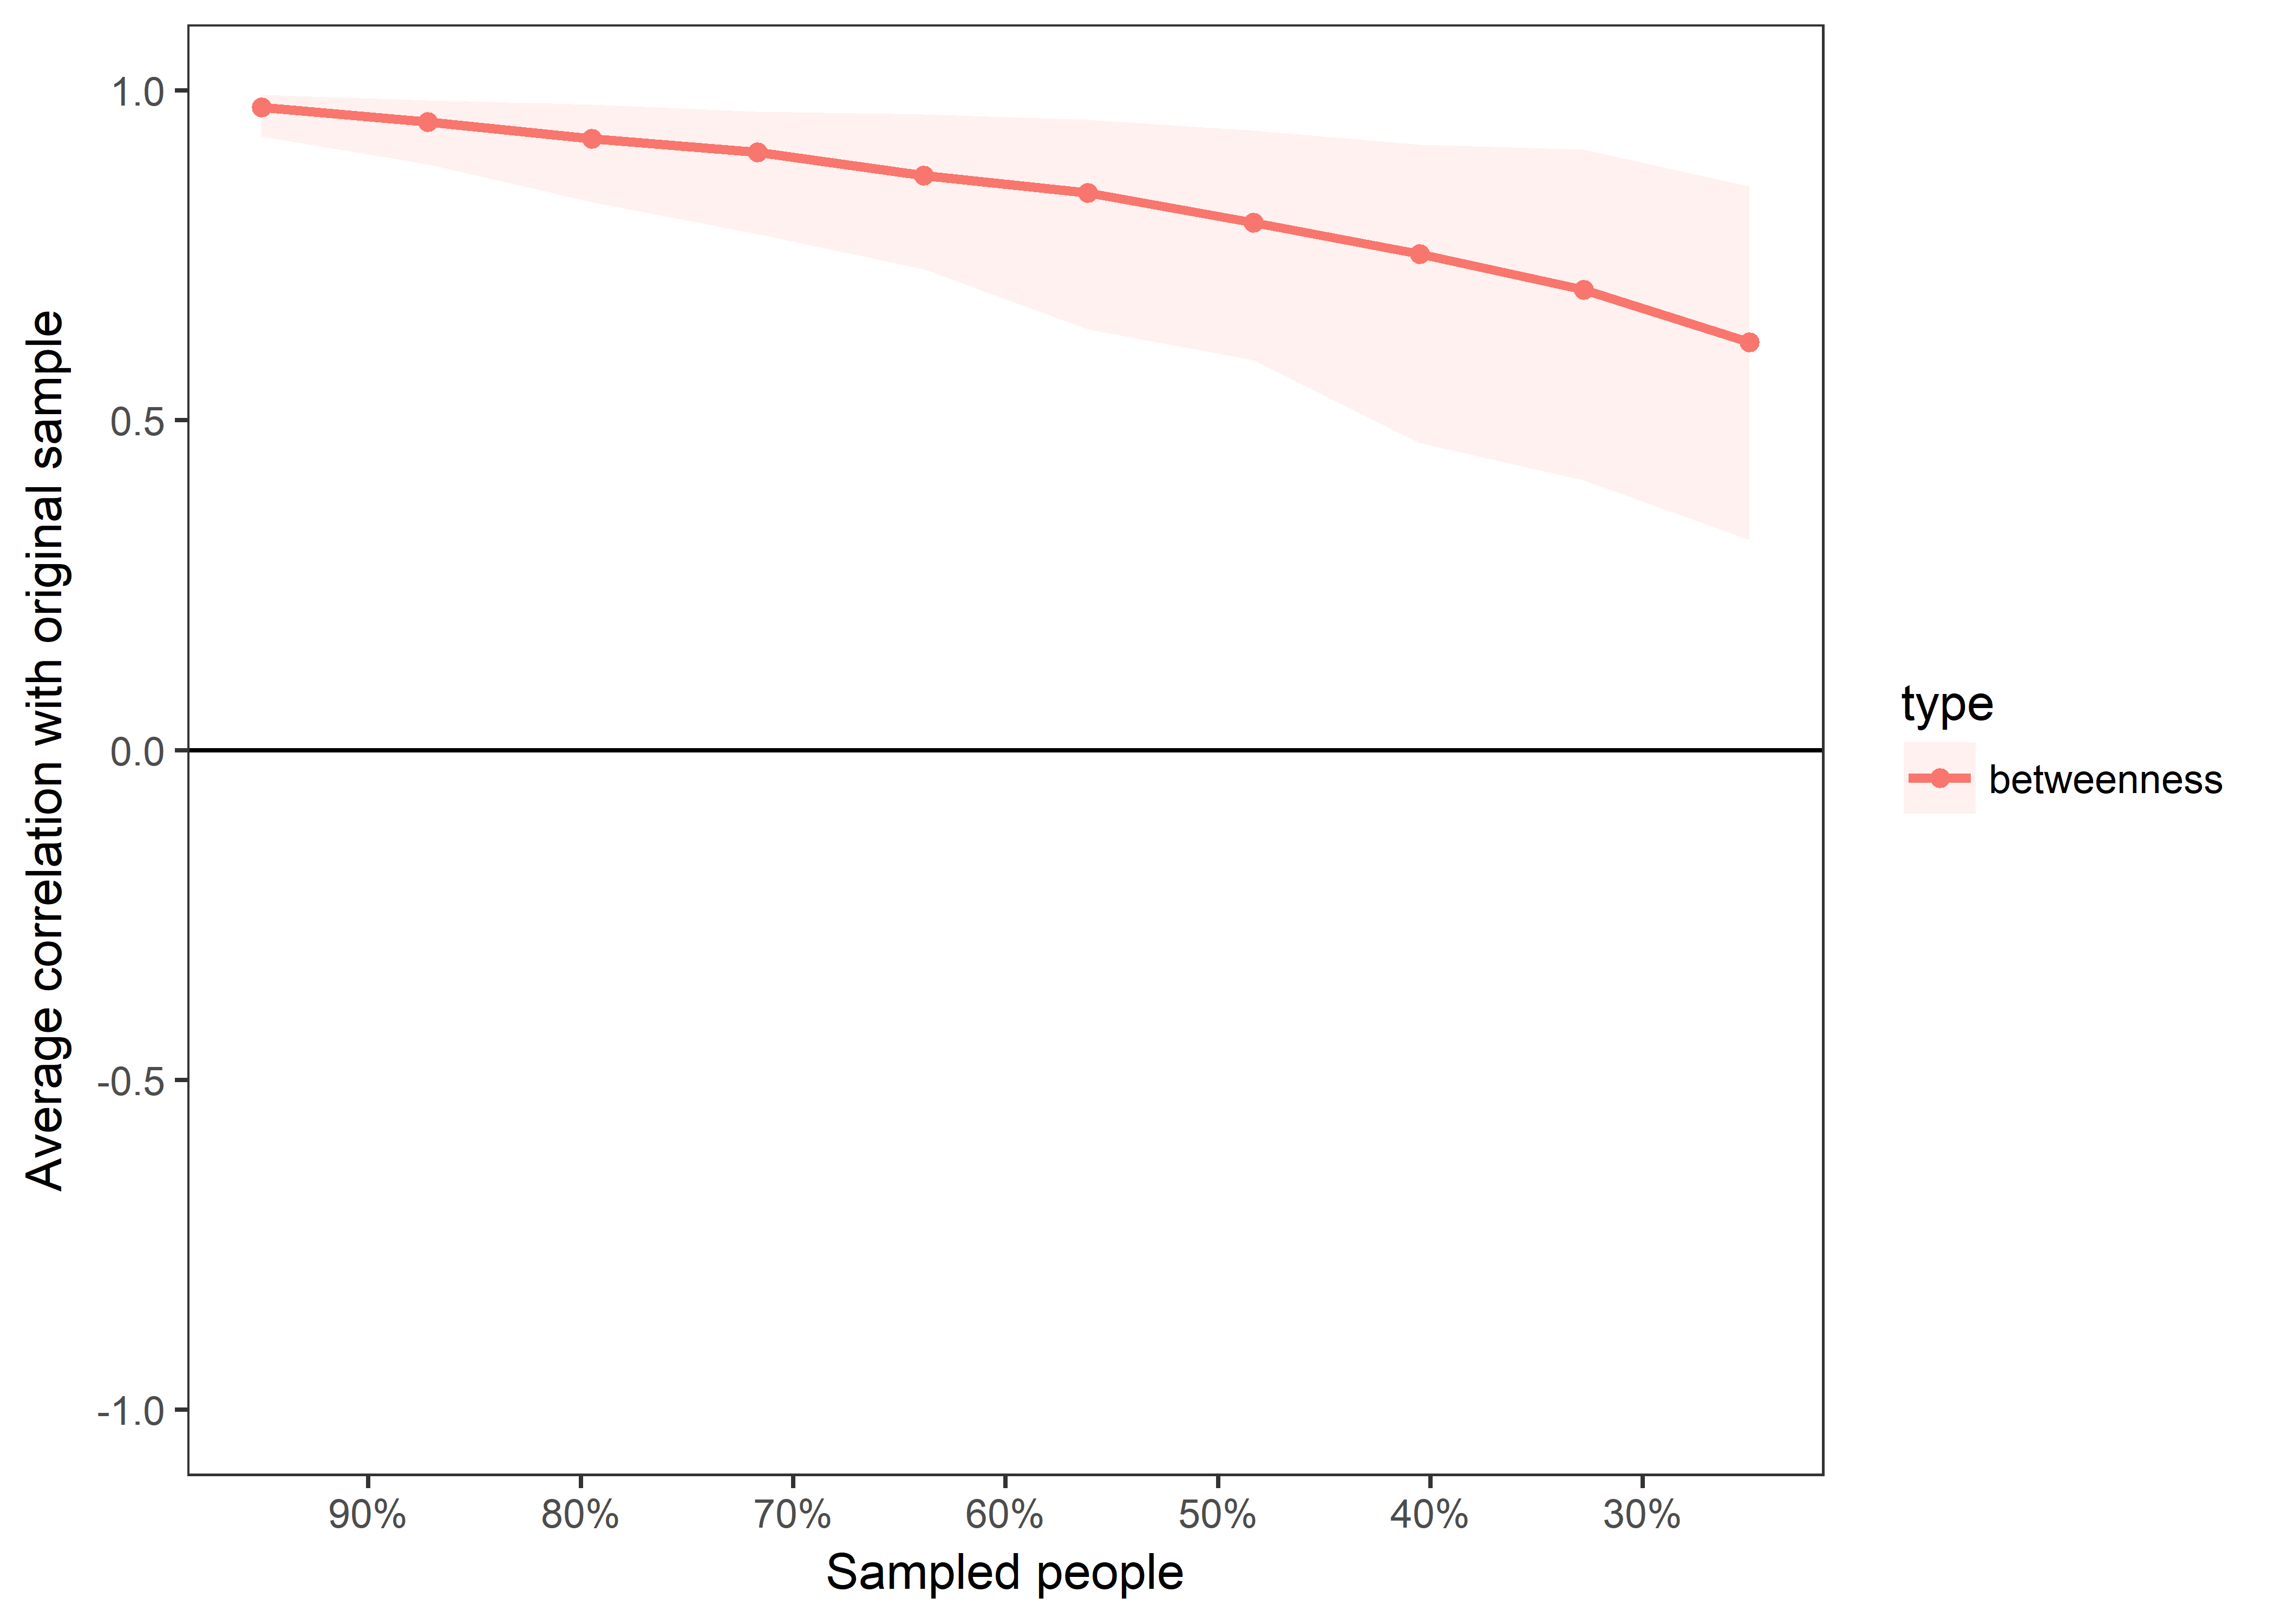 Average correlation with original sample
1.0
0.5
0.0
-0.5
-1.0
90% 80% 70% 60% 50% 40% 30%
Sampled people
type
betweenness